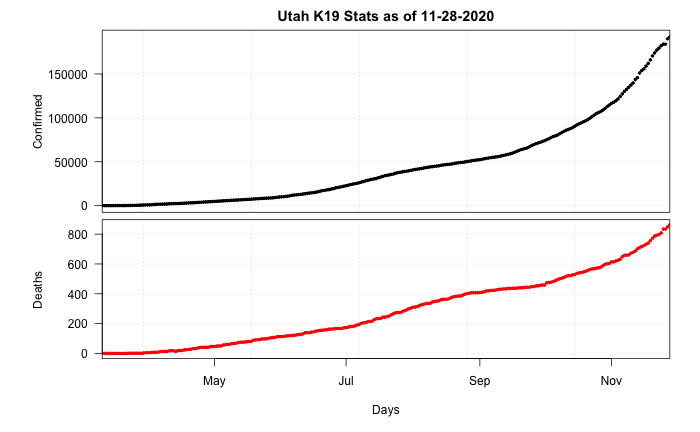 Utah K19 Stats as of 11-28-2020
Confirmed
150000
100000
50000
0
Deaths
800
600
400
200
0
May Jul Sep Nov
Days